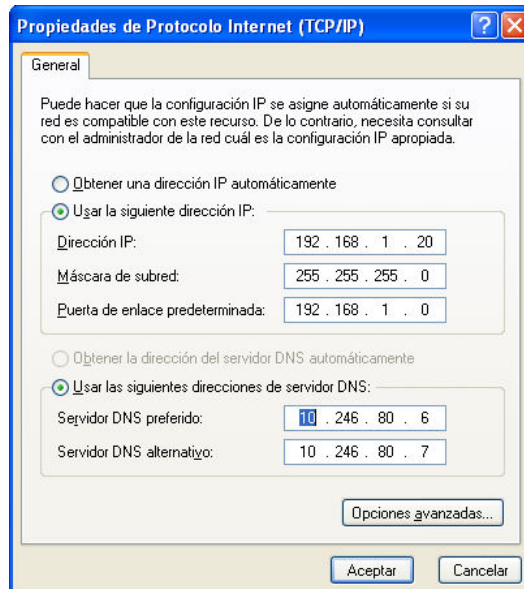 Propiedades de Protocolo Internet (TCP/IP)
General
Puede hacer que la configuración IP se asigne automáticamente si su
red es compatible con este recurso. De lo contrario, necesita consultar
con el administrador de la red cuál es la configuración IP apropiada.
Obtener una dirección IP automáticamente
Usar la siguiente dirección IP:
Dirección IP: 192 . 168 . 1 . 20
Máscara de subred: 255 . 255 . 255 . 0
Puerta de enlace predeterminada: 192 . 168 . 1 . 0
Obtener la dirección del servidor DNS automáticamente
Usar las siguientes direcciones de servidor DNS:
Servidor DNS preferido: 10 . 246 . 80 . 6
Servidor DNS alternativo: 10 . 246 . 80 . 7
Opciones avanzadas...
Aceptar Cancelar